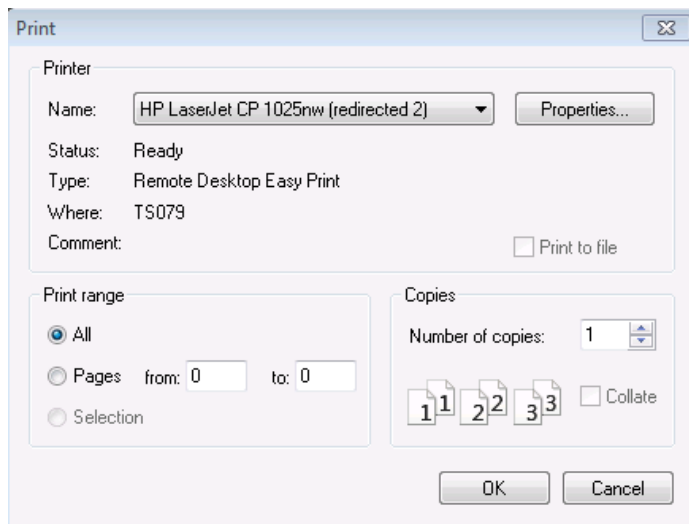 Print
Printer
Name: HP LaserJet CP 1025nw (redirected 2) Properties...
Status: Ready
Type: Remote Desktop Easy Print
Where: TS079
Comment: Print to file
Print range
All
Pages from: 0 to: 0
Selection
Copies
Number of copies: 1
1 1 2 2 3 3 Collate
OK Cancel